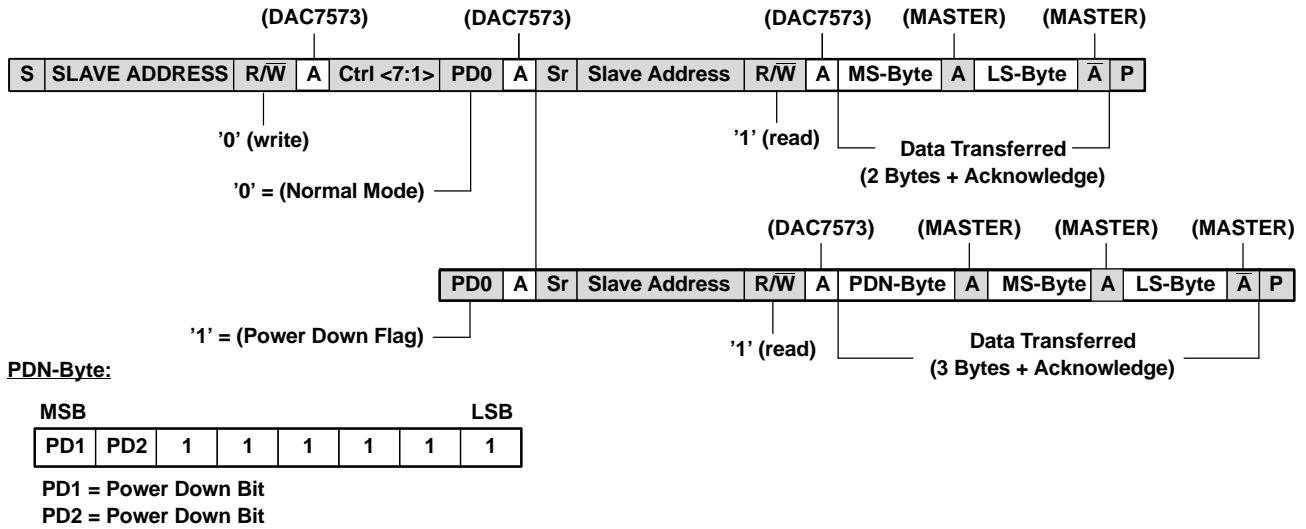 (DAC7573) (DAC7573) (DAC7573) (MASTER) (MASTER)
S SLAVE ADDRESS R/W̅ A Ctrl <7:1> PD0 A Sr Slave Address R/W̅ A MS-Byte A LS-Byte A̅ P
'0' (write) '1' (read) Data Transferred
(2 Bytes + Acknowledge)
'0' = (Normal Mode)
(DAC7573) (MASTER) (MASTER) (MASTER)
PD0 A Sr Slave Address R/W̅ A PDN-Byte A MS-Byte A LS-Byte A̅ P
'1' = (Power Down Flag) '1' (read) Data Transferred
(3 Bytes + Acknowledge)
PDN-Byte:
MSB LSB
PD1 PD2 1 1 1 1 1 1
PD1 = Power Down Bit
PD2 = Power Down Bit